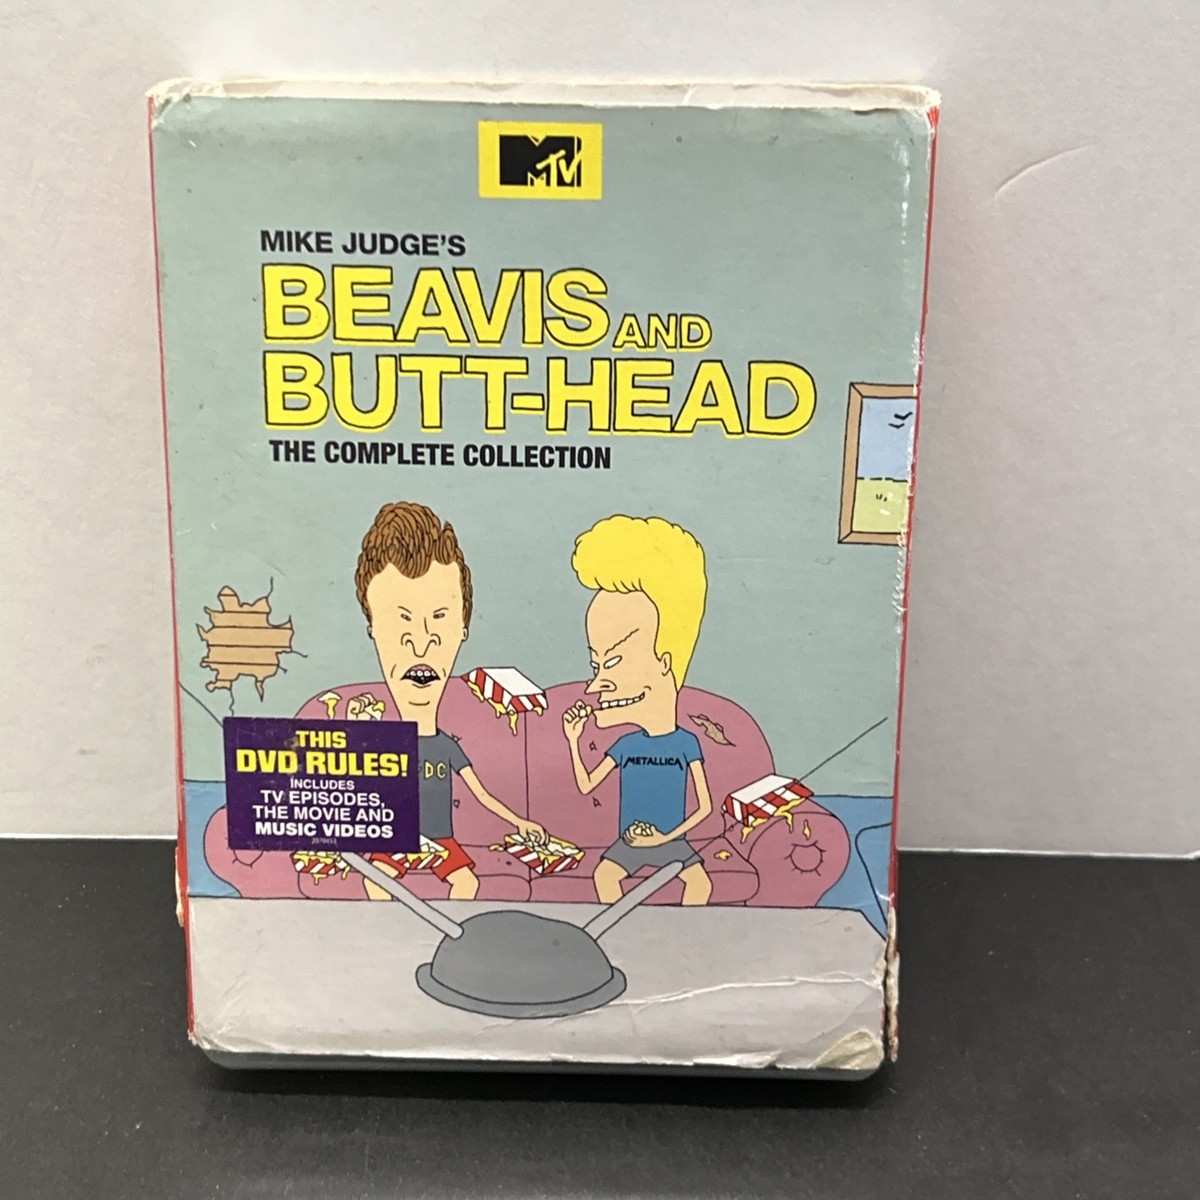 MTV
MIKE JUDGE'S
BEAVIS AND
BUTT-HEAD
THE COMPLETE COLLECTION
DC
METALLICA
THIS
DVD RULES!
INCLUDES
TV EPISODES,
THE MOVIE AND
MUSIC VIDEOS